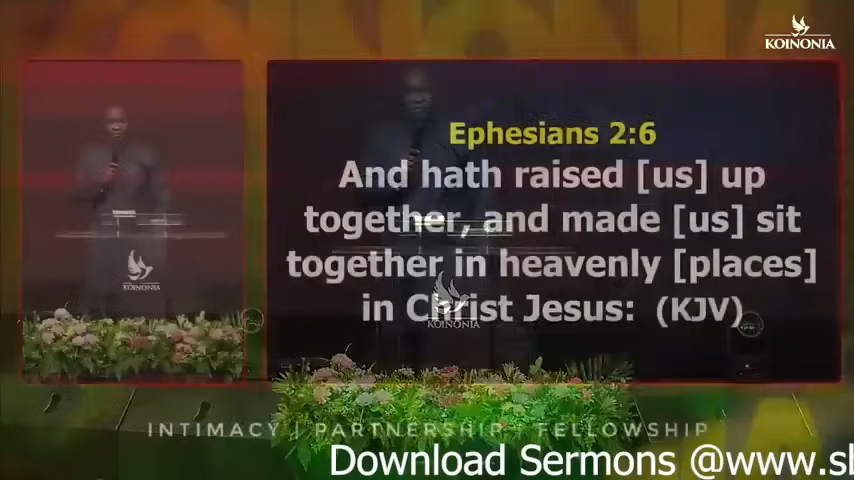 KOINONIA
Ephesians 2:6
And hath raised [us] up
together, and made [us] sit
together in heavenly [places]
in Christ Jesus: (KJV)
KOINONIA
KOINONIA
INTIMACY | PARTNERSHIP FELLOWSHIP
Download Sermons @www.sb